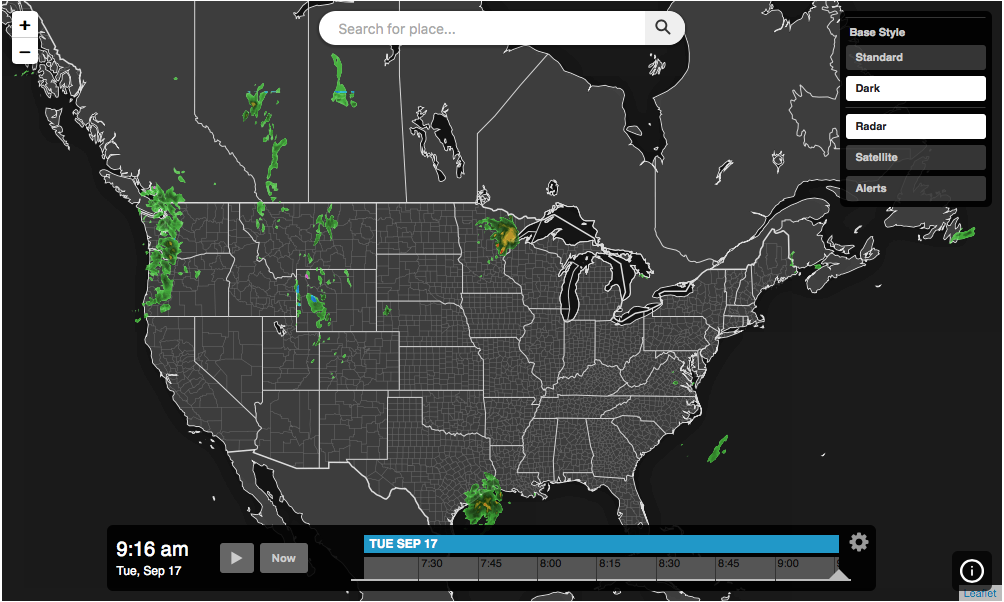 +
−
Search for place...
Base Style
Standard
Dark
Radar
Satellite
Alerts
9:16 am
Tue, Sep 17
Now
TUE SEP 17
7:30 7:45 8:00 8:15 8:30 8:45 9:00
Leaflet